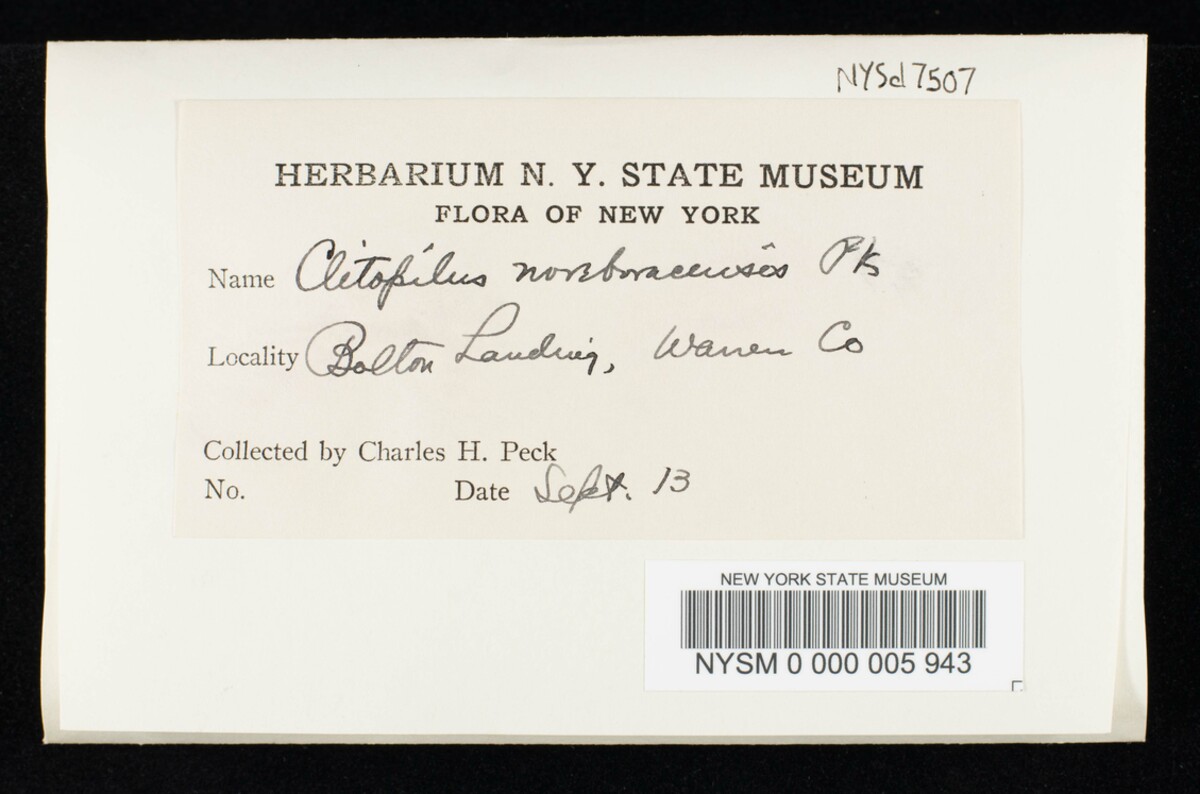 NYSd7507
HERBARIUM N. Y. STATE MUSEUM
FLORA OF NEW YORK
Name Clitopilus noveboracensis Pk
Locality Bolton Landing, Warren Co
Collected by Charles H. Peck
No. Date Sept. 13
NEW YORK STATE MUSEUM
NYSM 0 000 005 943